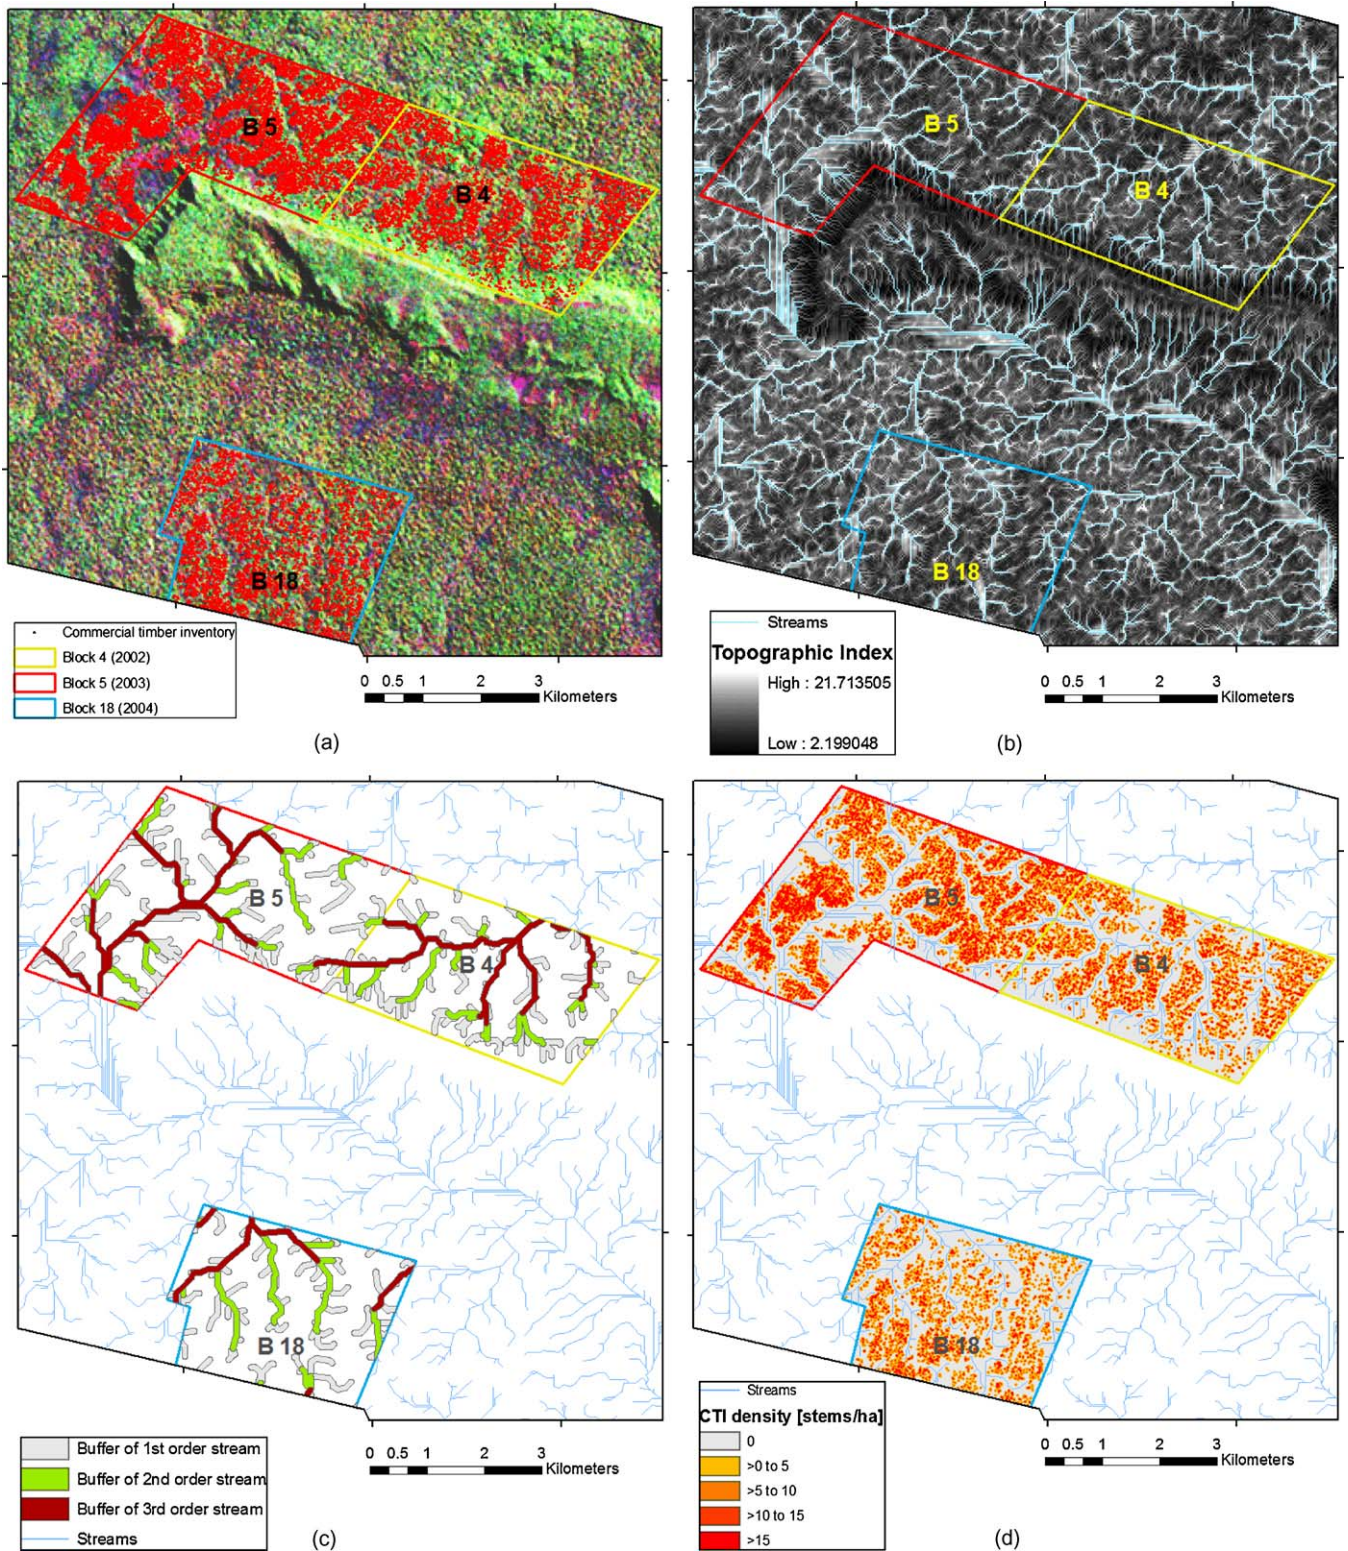 B 5
B 4
B 18
Commercial timber inventory
Block 4 (2002)
Block 5 (2003)
Block 18 (2004)
0 0.5 1 2 3
Kilometers
(a)
B 5
B 4
B 18
Streams
Topographic Index
High : 21.713505
Low : 2.199048
0 0.5 1 2 3
Kilometers
(b)
B 5
B 4
B 18
Buffer of 1st order stream
Buffer of 2nd order stream
Buffer of 3rd order stream
Streams
0 0.5 1 2 3
Kilometers
(c)
B 5
B 4
B 18
Streams
CTI density [stems/ha]
0
>0 to 5
>5 to 10
>10 to 15
>15
0 0.5 1 2 3
Kilometers
(d)